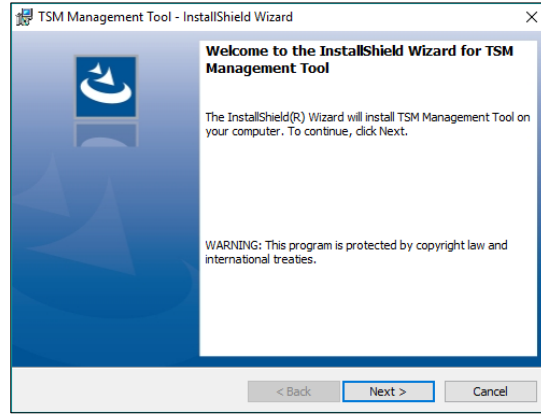 TSM Management Tool - InstallShield Wizard
Welcome to the InstallShield Wizard for TSM
Management Tool
The InstallShield(R) Wizard will install TSM Management Tool on
your computer. To continue, click Next.
WARNING: This program is protected by copyright law and
international treaties.
< Back Next > Cancel